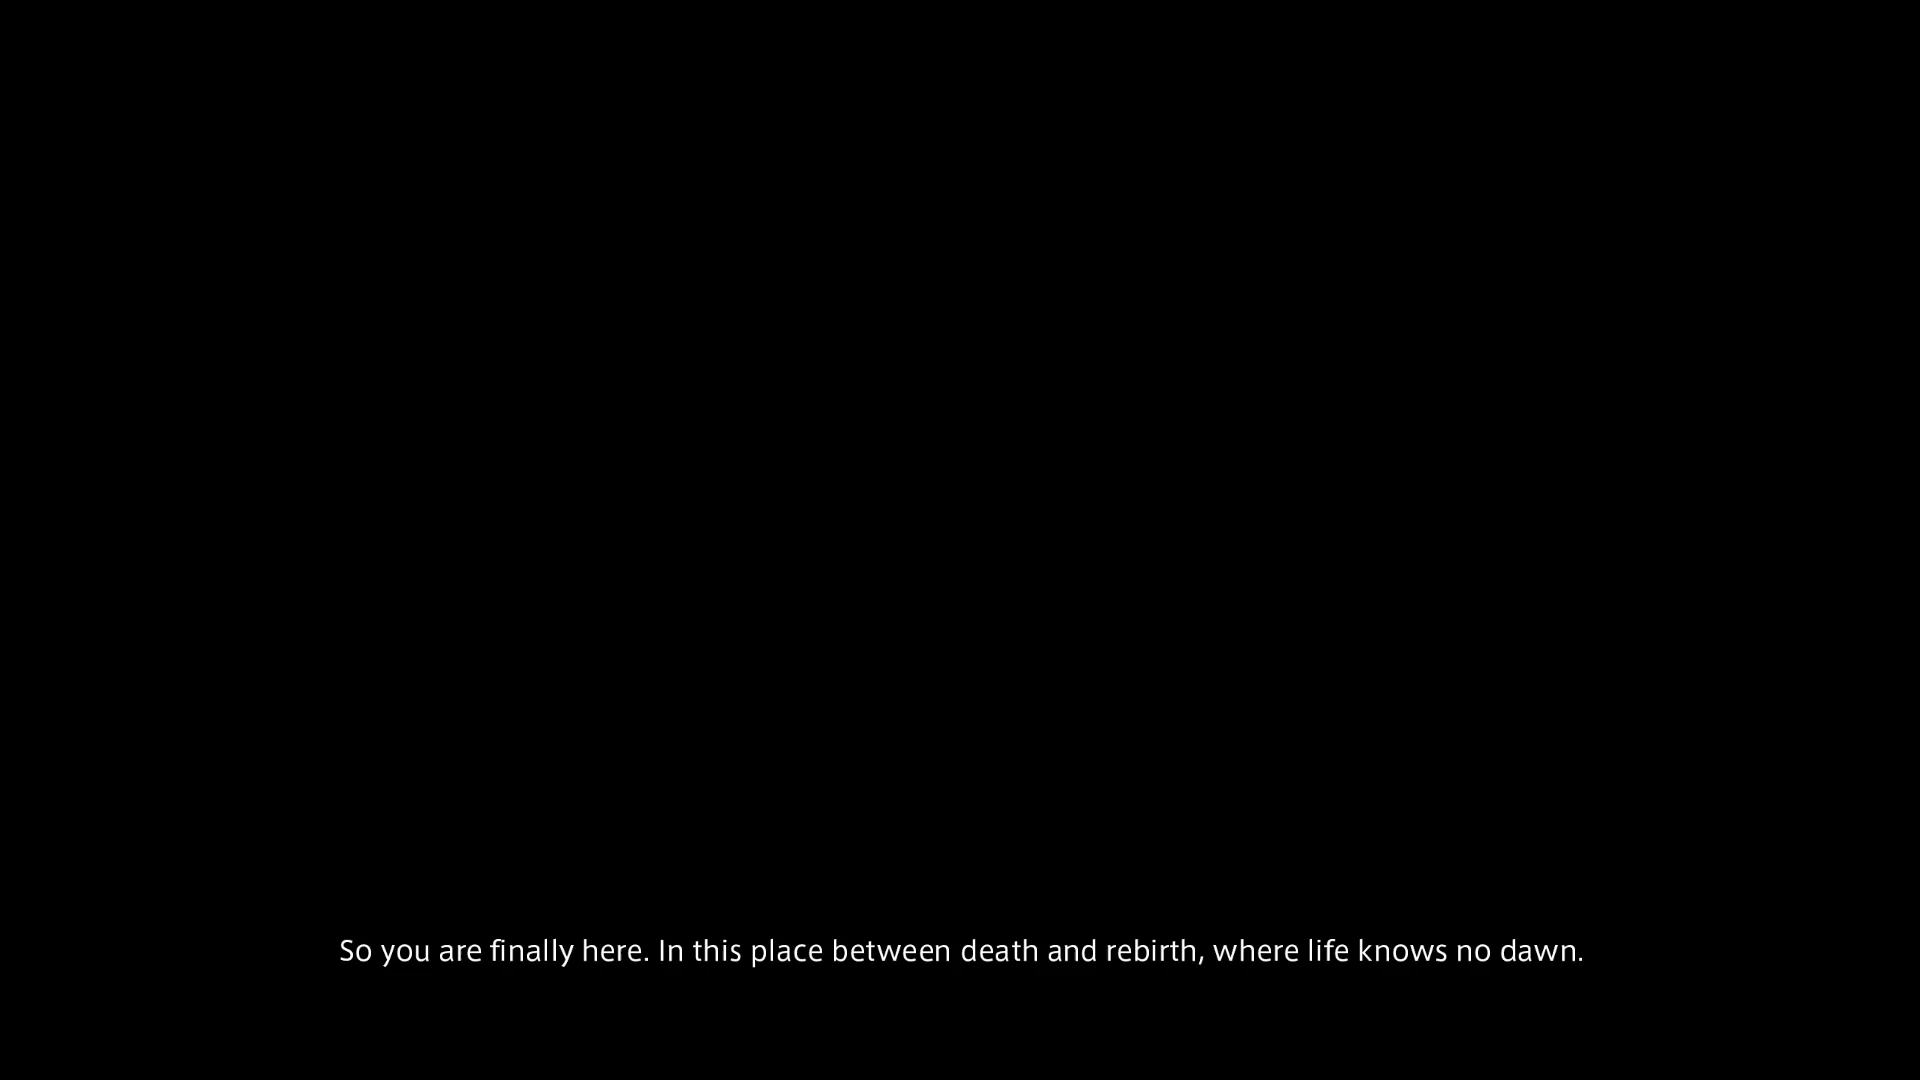 So you are finally here. In this place between death and rebirth, where life knows no dawn.